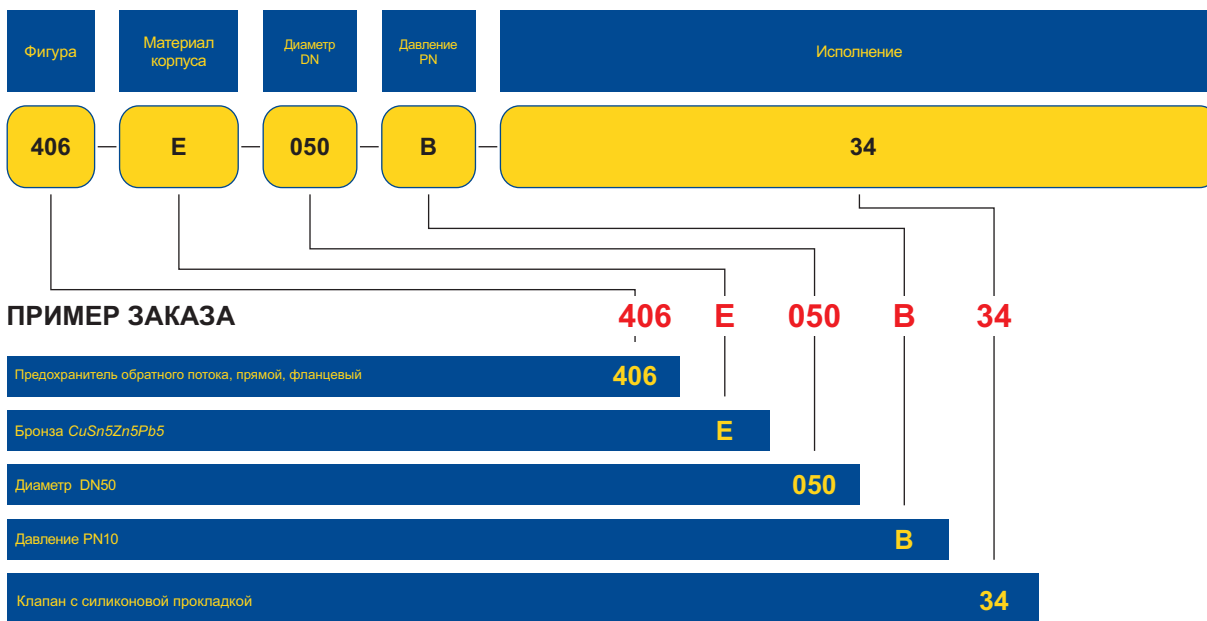 Фигура
Материал
корпуса
Диаметр
DN
Давление
PN
Исполнение
406
E
050
B
34
ПРИМЕР ЗАКАЗА
406 E 050 B 34
Предохранитель обратного потока, прямой, фланцевый 406
Бронза CuSn5Zn5Pb5 E
Диаметр DN50 050
Давление PN10 B
Клапан с силиконовой прокладкой 34